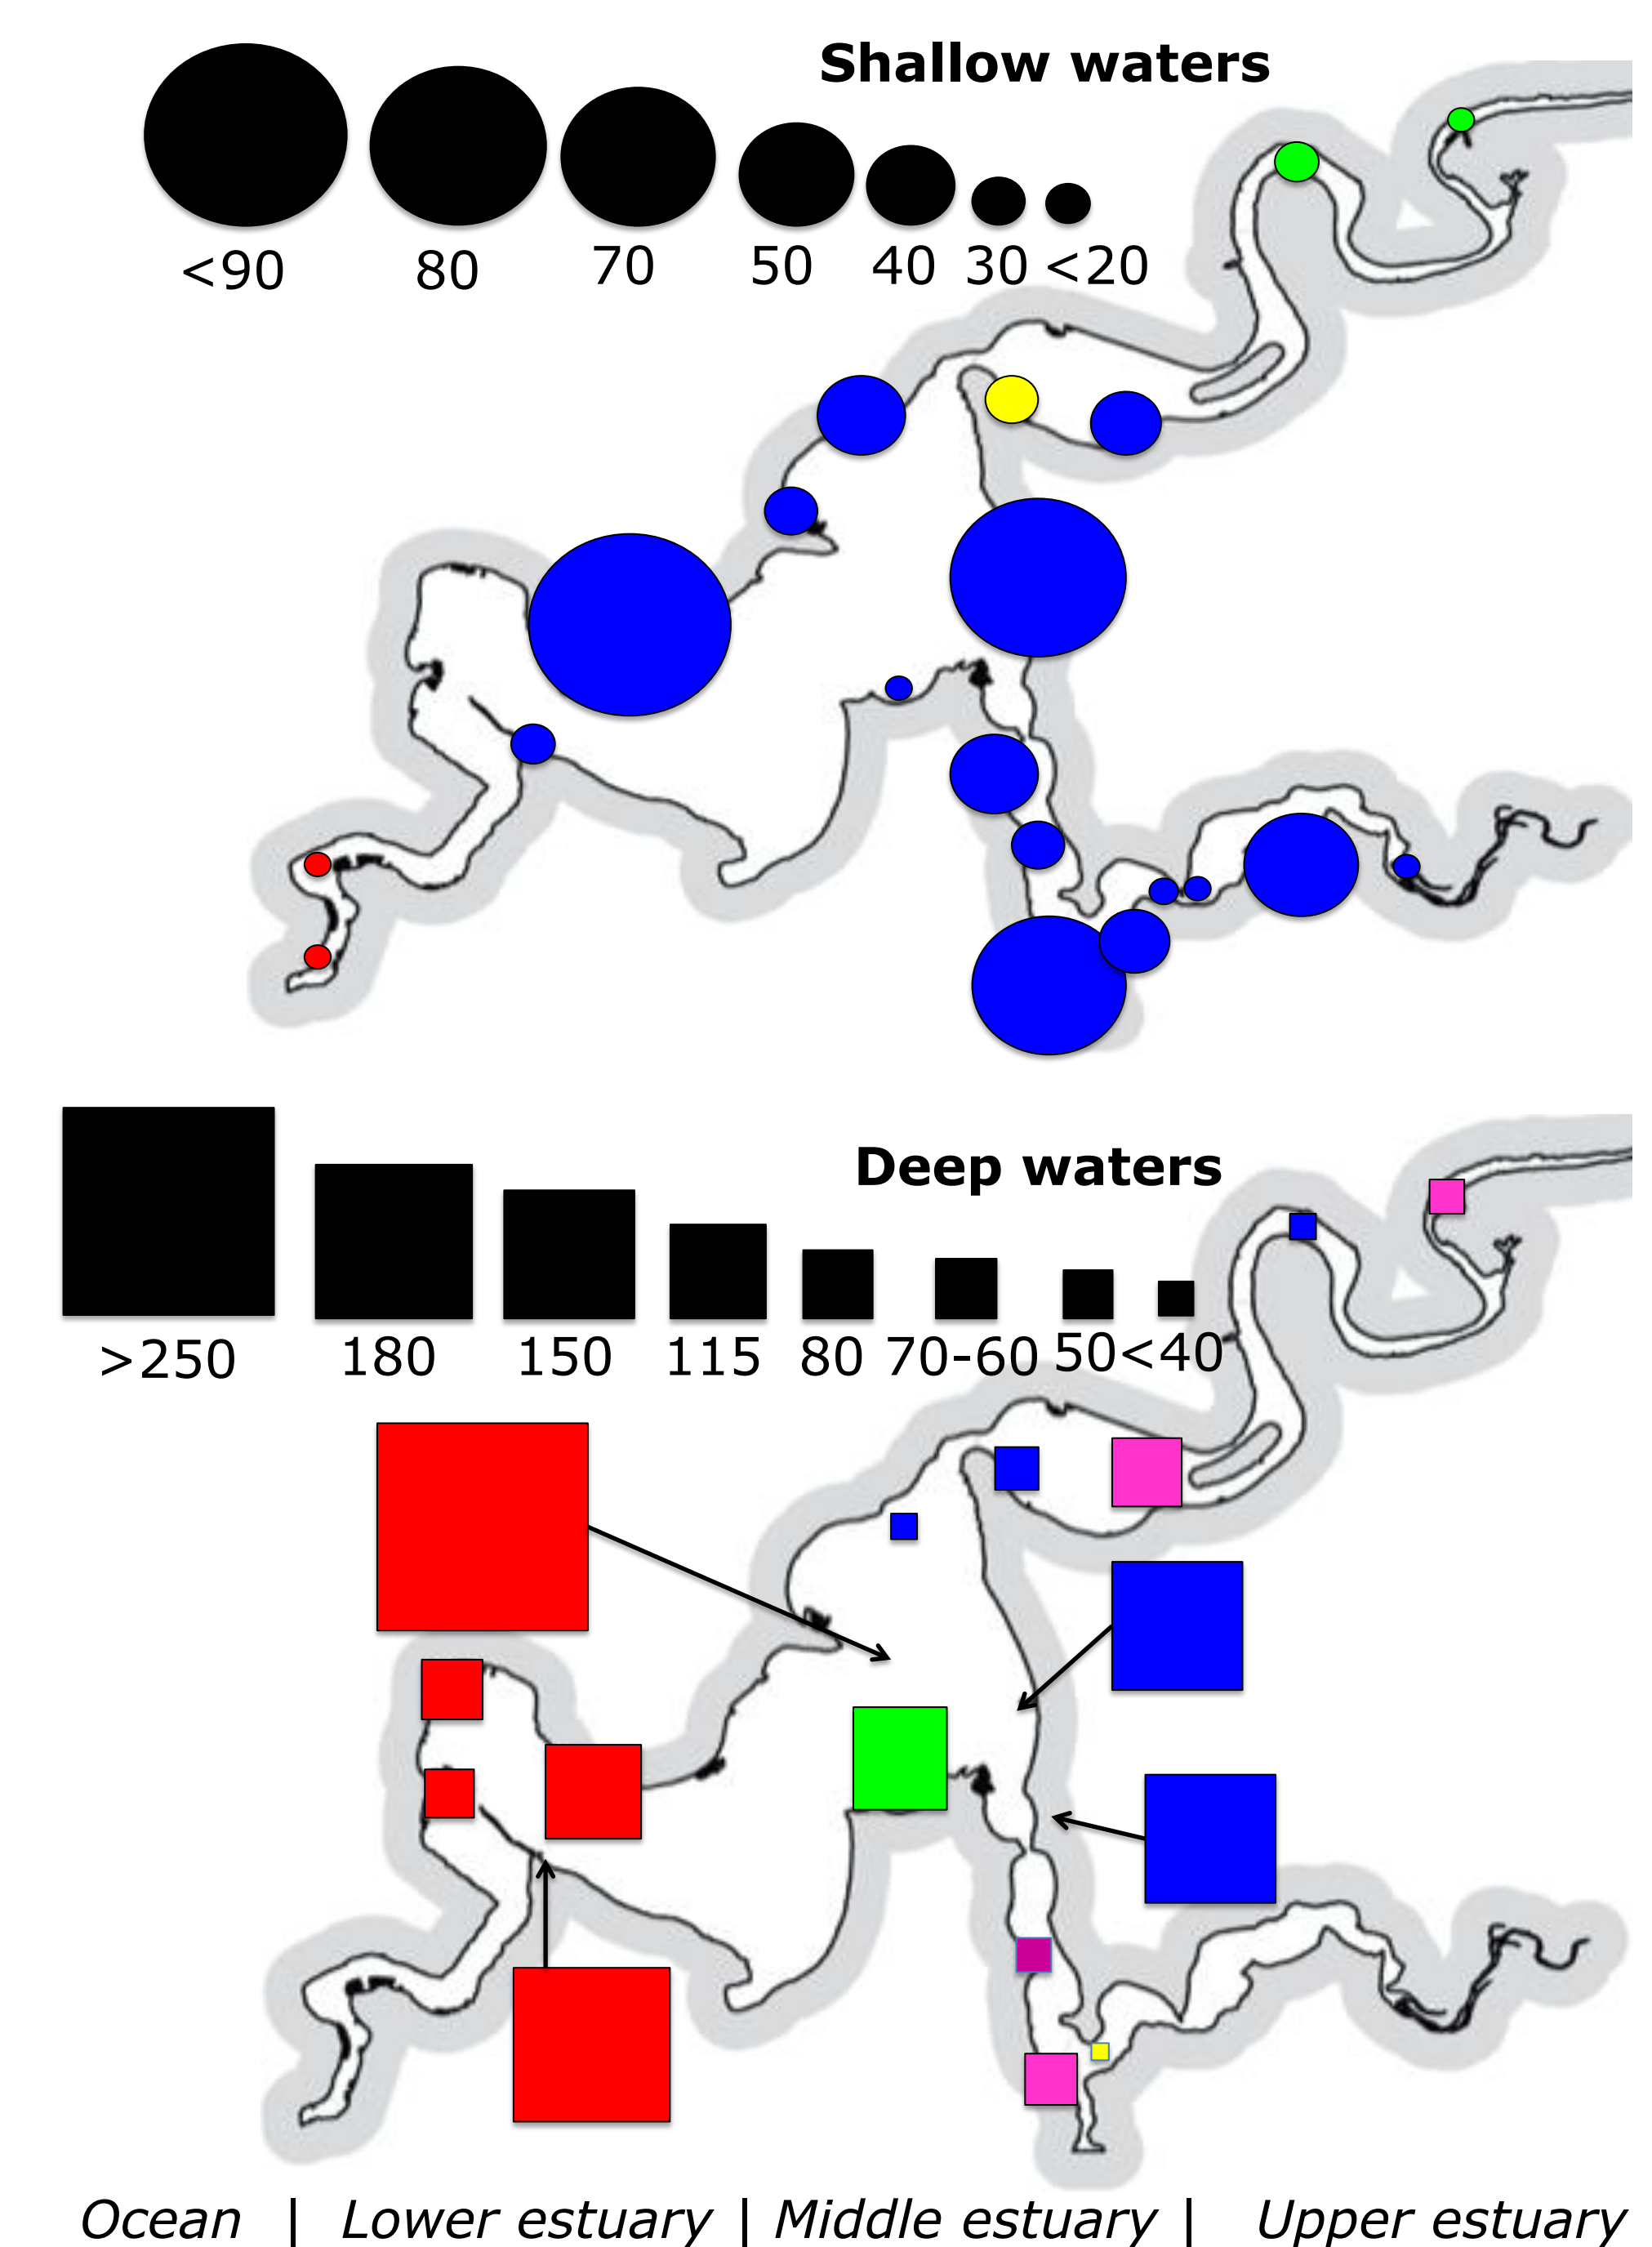 Shallow waters
<90 80 70 50 40 30 <20
Deep waters
>250 180 150 115 80 70-60 50 <40
Ocean | Lower estuary | Middle estuary | Upper estuary